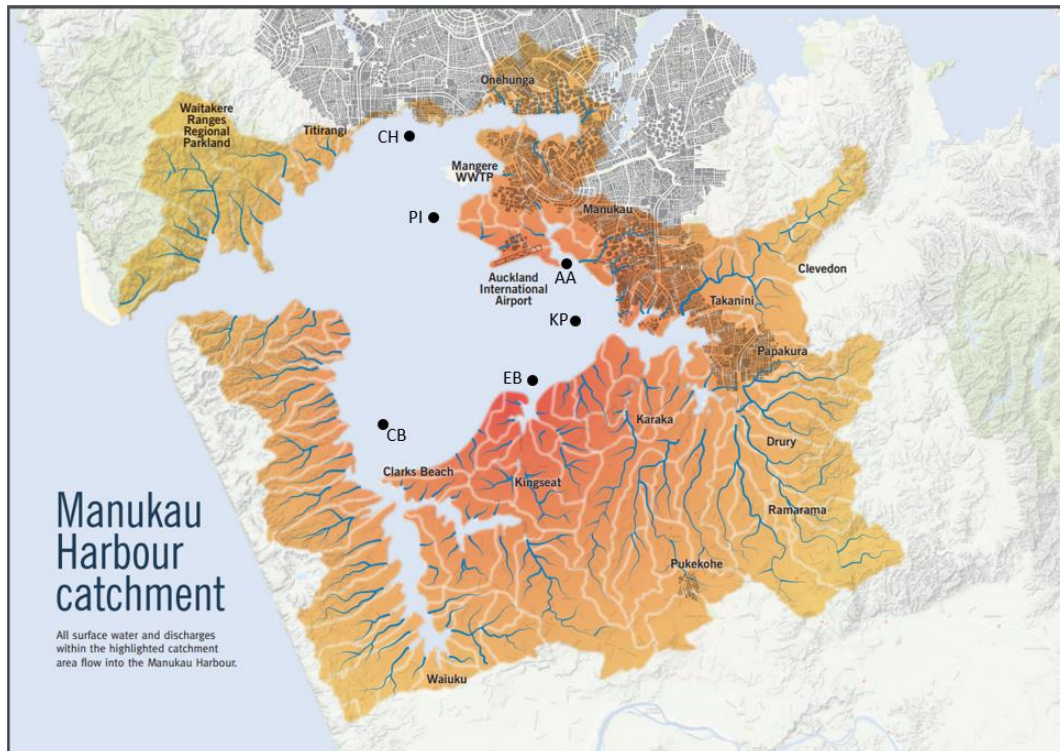 Onehunga
Waitakere
Ranges
Regional
Parkland
Titirangi
CH
Mangere
WWTP
PI
Manukau
AA
Auckland
International
Airport
Clevedon
Takanini
KP
Papakura
EB
Karaka
CB
Drury
Clarks Beach
Kingseat
Ramarama
Manukau
Harbour
catchment
Pukekohe
All surface water and discharges
within the highlighted catchment
area flow into the Manukau Harbour.
Waiuku